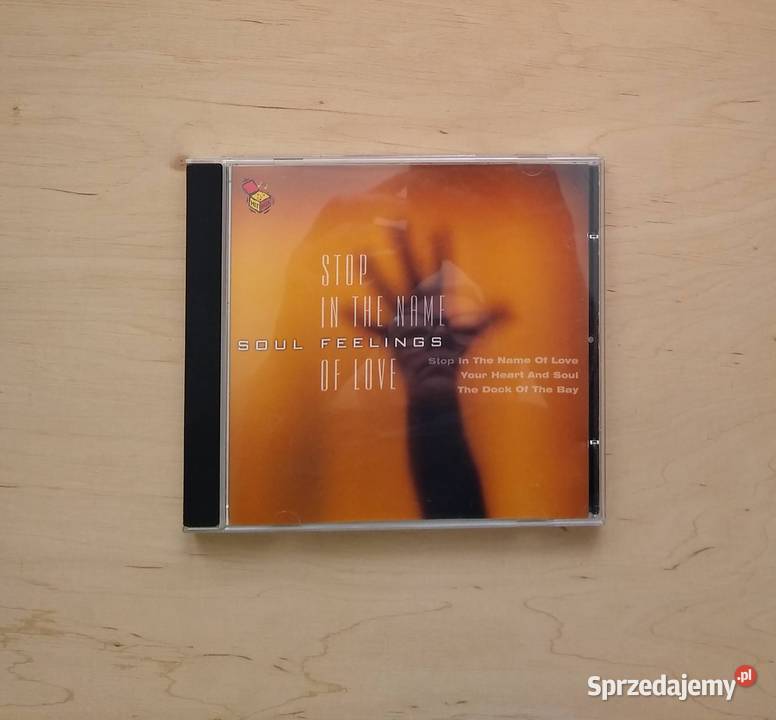 STOP
IN THE NAME
SOUL FEELINGS
OF LOVE
Stop In The Name Of Love
Your Heart And Soul
The Dock Of The Bay
Sprzedajemy.pl